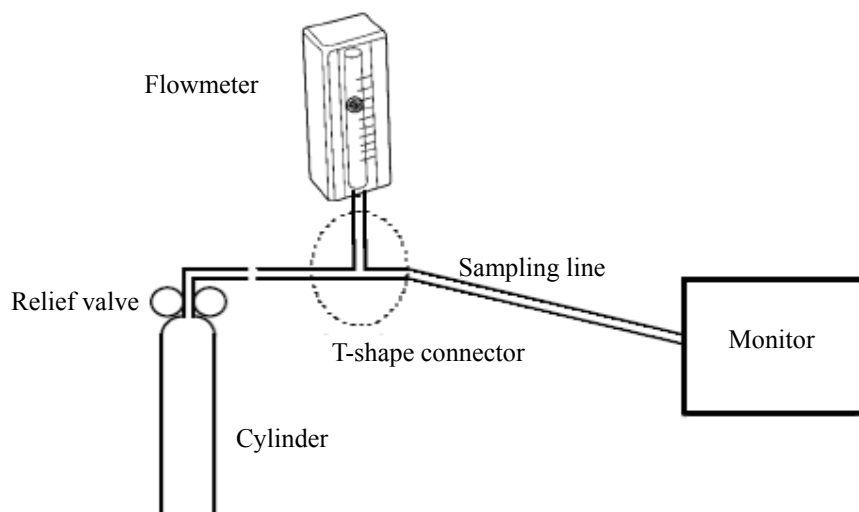 Flowmeter
Sampling line
Relief valve
Monitor
T-shape connector
Cylinder